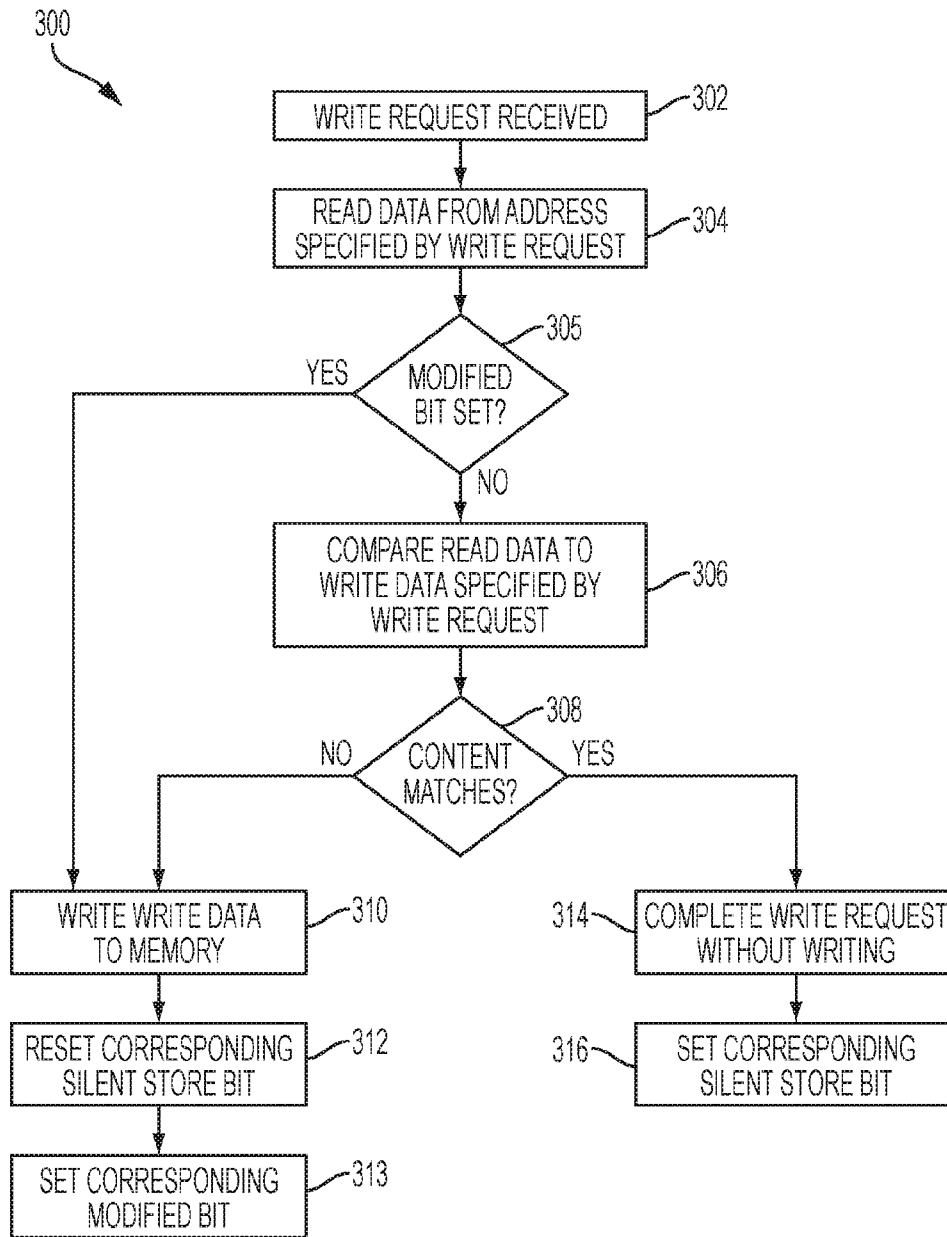 300
WRITE REQUEST RECEIVED
302
READ DATA FROM ADDRESS
SPECIFIED BY WRITE REQUEST
304
305
MODIFIED
BIT SET?
YES
NO
COMPARE READ DATA TO
WRITE DATA SPECIFIED BY
WRITE REQUEST
306
308
CONTENT
MATCHES?
NO
YES
WRITE WRITE DATA
TO MEMORY
310
314
COMPLETE WRITE REQUEST
WITHOUT WRITING
RESET CORRESPONDING
SILENT STORE BIT
312
316
SET CORRESPONDING
SILENT STORE BIT
SET CORRESPONDING
MODIFIED BIT
313